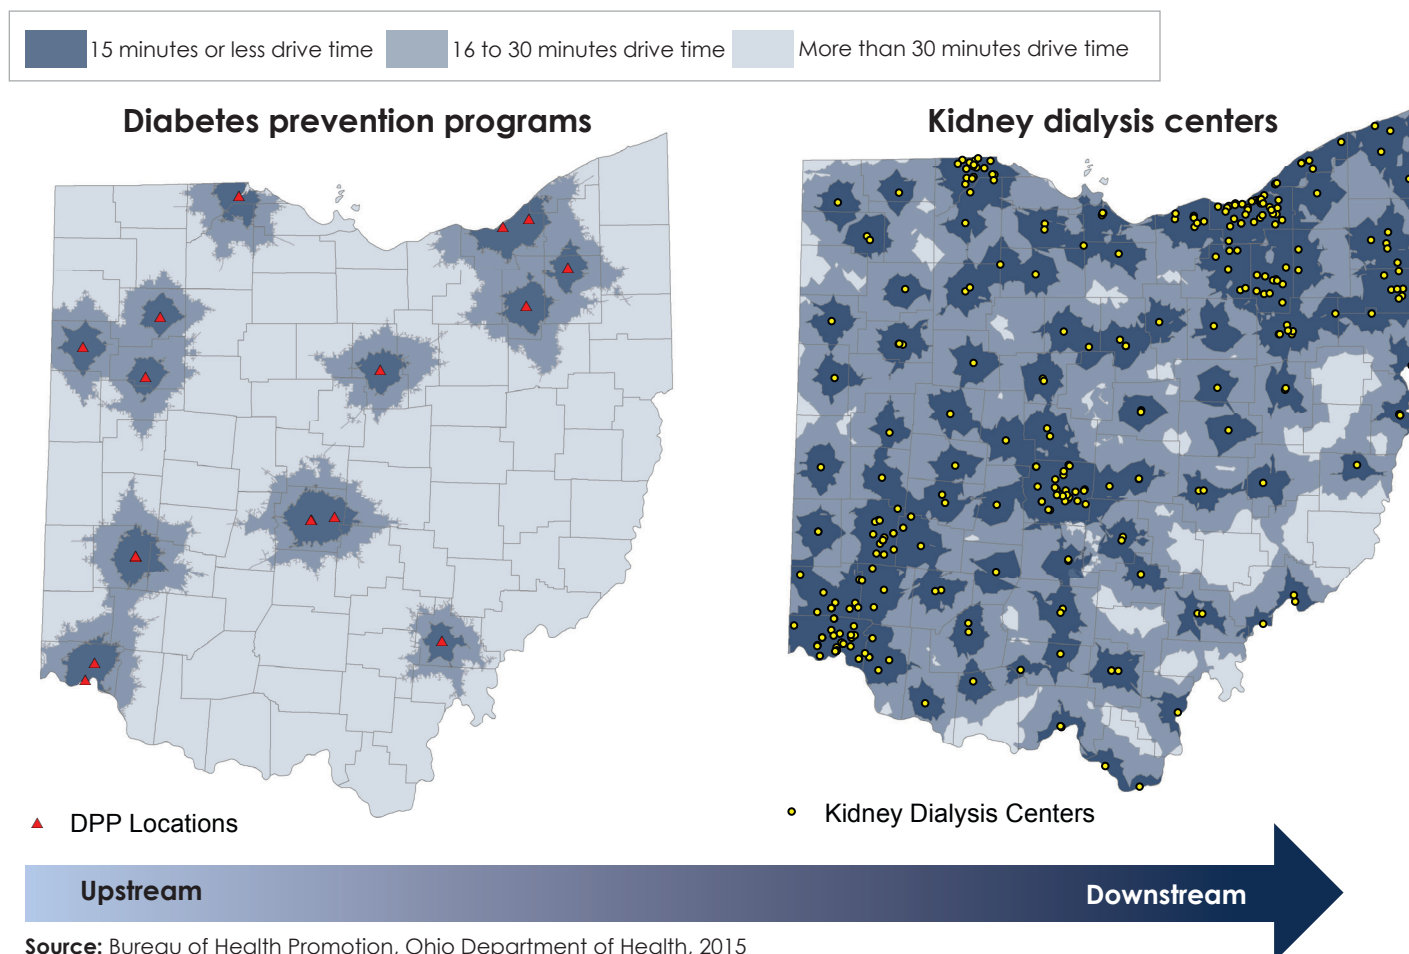 15 minutes or less drive time
16 to 30 minutes drive time
More than 30 minutes drive time
Diabetes prevention programs
Kidney dialysis centers
DPP Locations
Kidney Dialysis Centers
Upstream
Downstream
Source: Bureau of Health Promotion, Ohio Department of Health, 2015